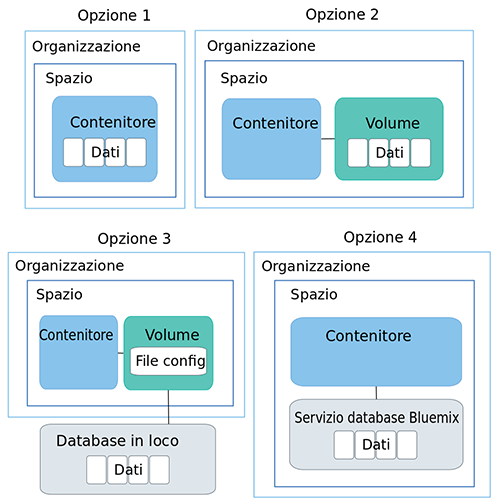 Opzione 1
Organizzazione
Spazio
Contenitore
Dati
Opzione 2
Organizzazione
Spazio
Contenitore
Volume
Dati
Opzione 3
Organizzazione
Spazio
Contenitore
Volume
File config
Database in loco
Dati
Opzione 4
Organizzazione
Spazio
Contenitore
Servizio database Bluemix
Dati